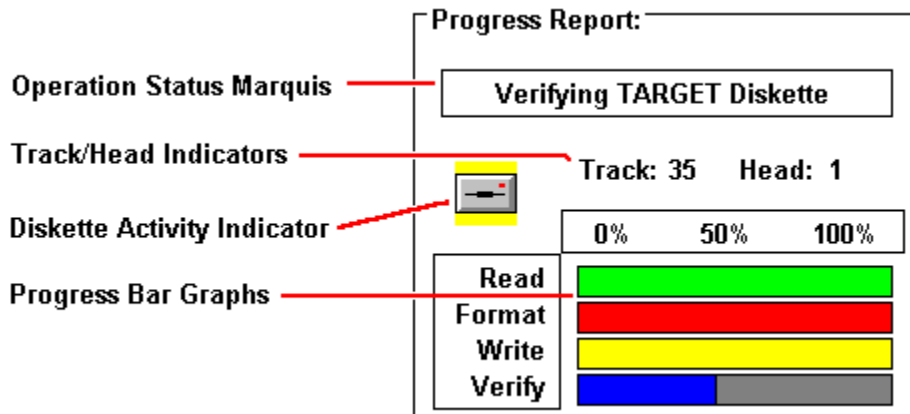 Progress Report:
Operation Status Marquis
Verifying TARGET Diskette
Track/Head Indicators
Track: 35 Head: 1
Diskette Activity Indicator
0% 50% 100%
Progress Bar Graphs
Read
Format
Write
Verify